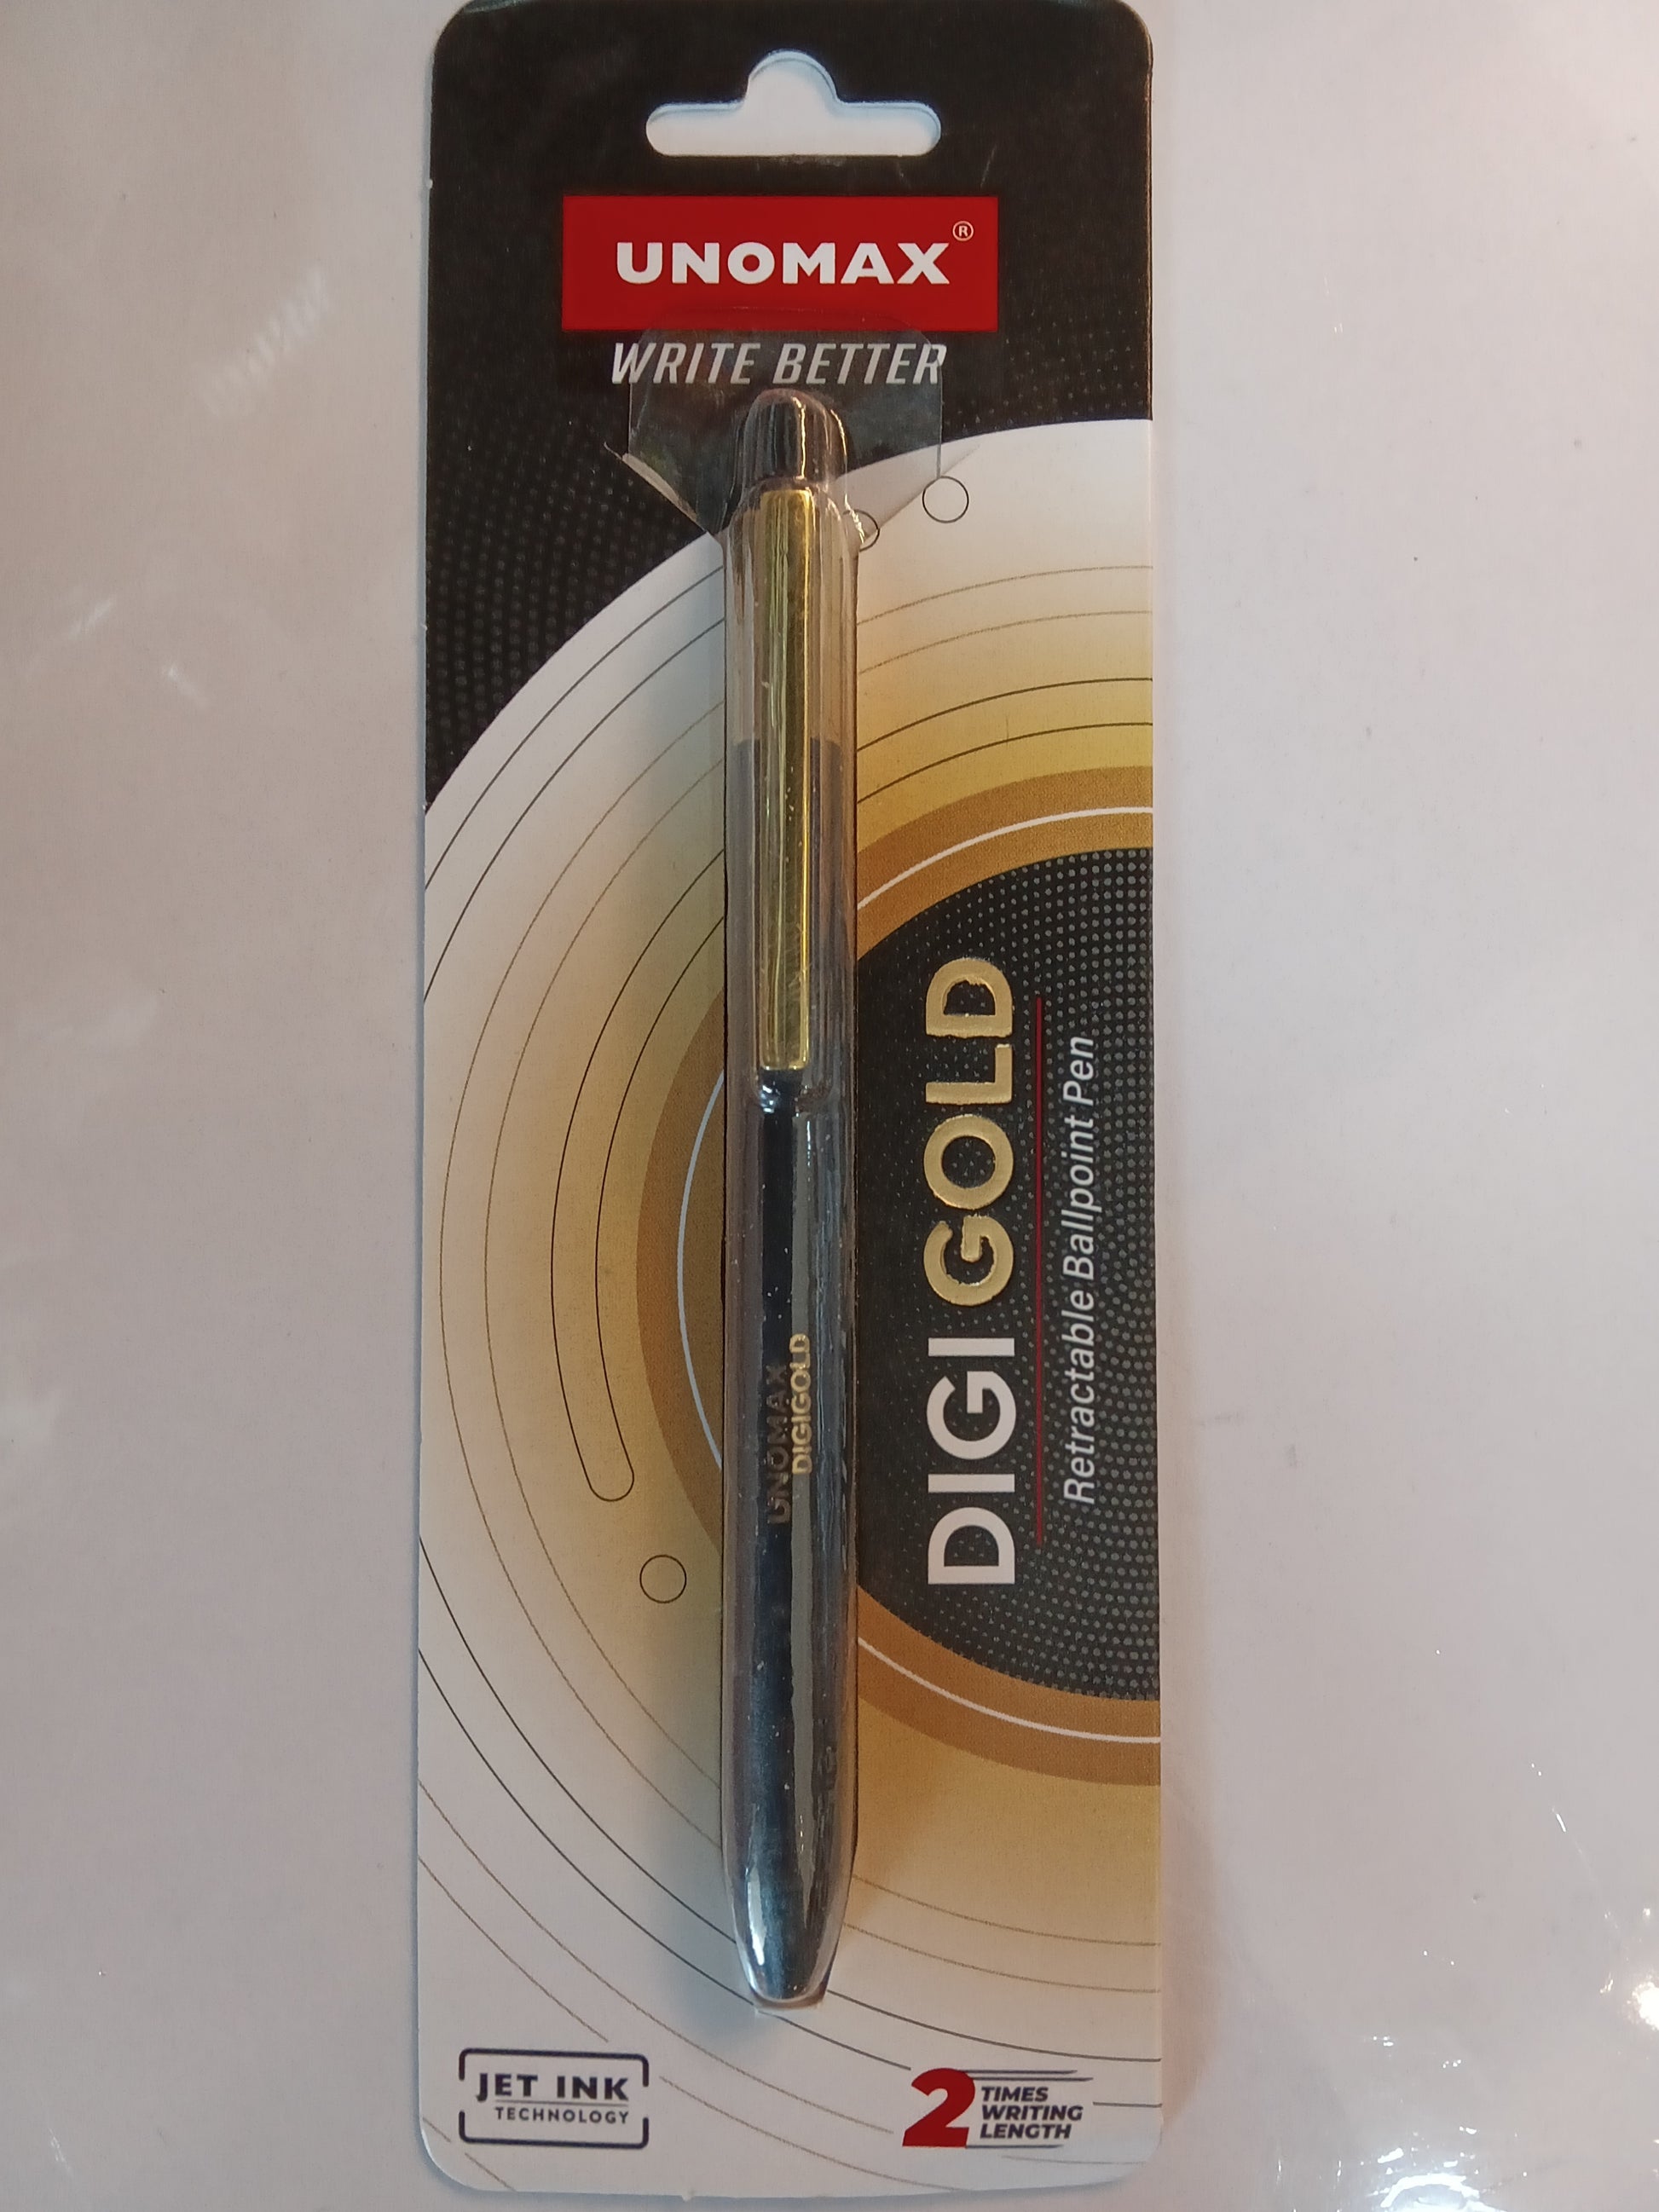 UNOMAX®
WRITE BETTER
DIGI GOLD
Retractable Ballpoint Pen
UNOMAX
DIGIGOLD
JET INK
TECHNOLOGY
2 TIMES
WRITING
LENGTH